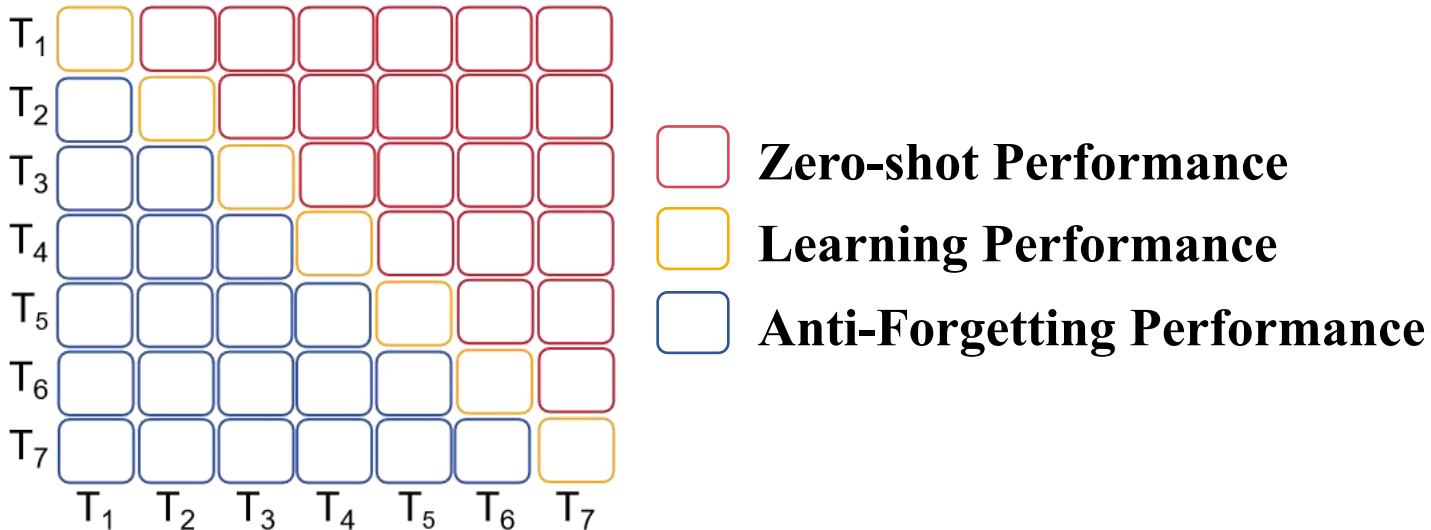 T1
T2
T3
T4
T5
T6
T7
T1 T2 T3 T4 T5 T6 T7
Zero-shot Performance
Learning Performance
Anti-Forgetting Performance